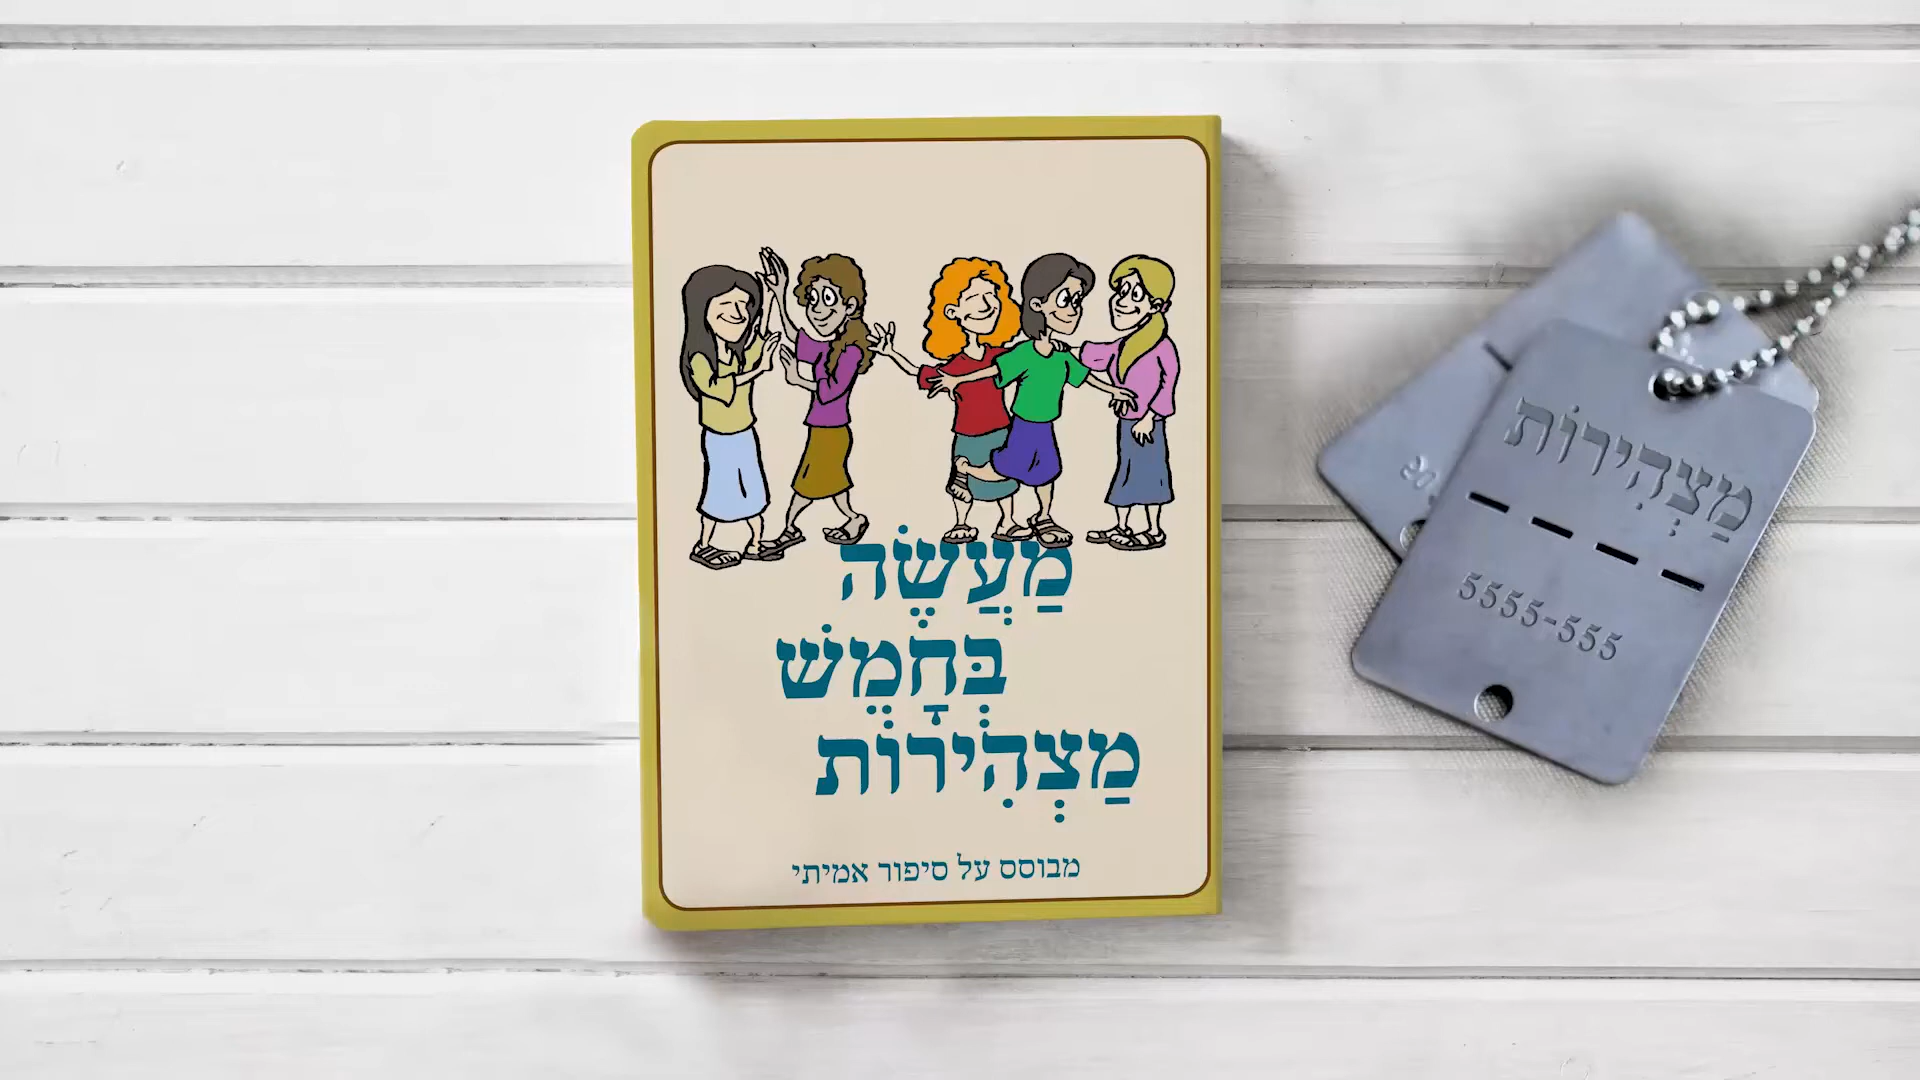 מַעֲשֶׂה
בְּחָמֵשׁ
מַצְהִירוֹת
מבוסס על סיפור אמיתי
מַצְהִירוֹת
5555-555